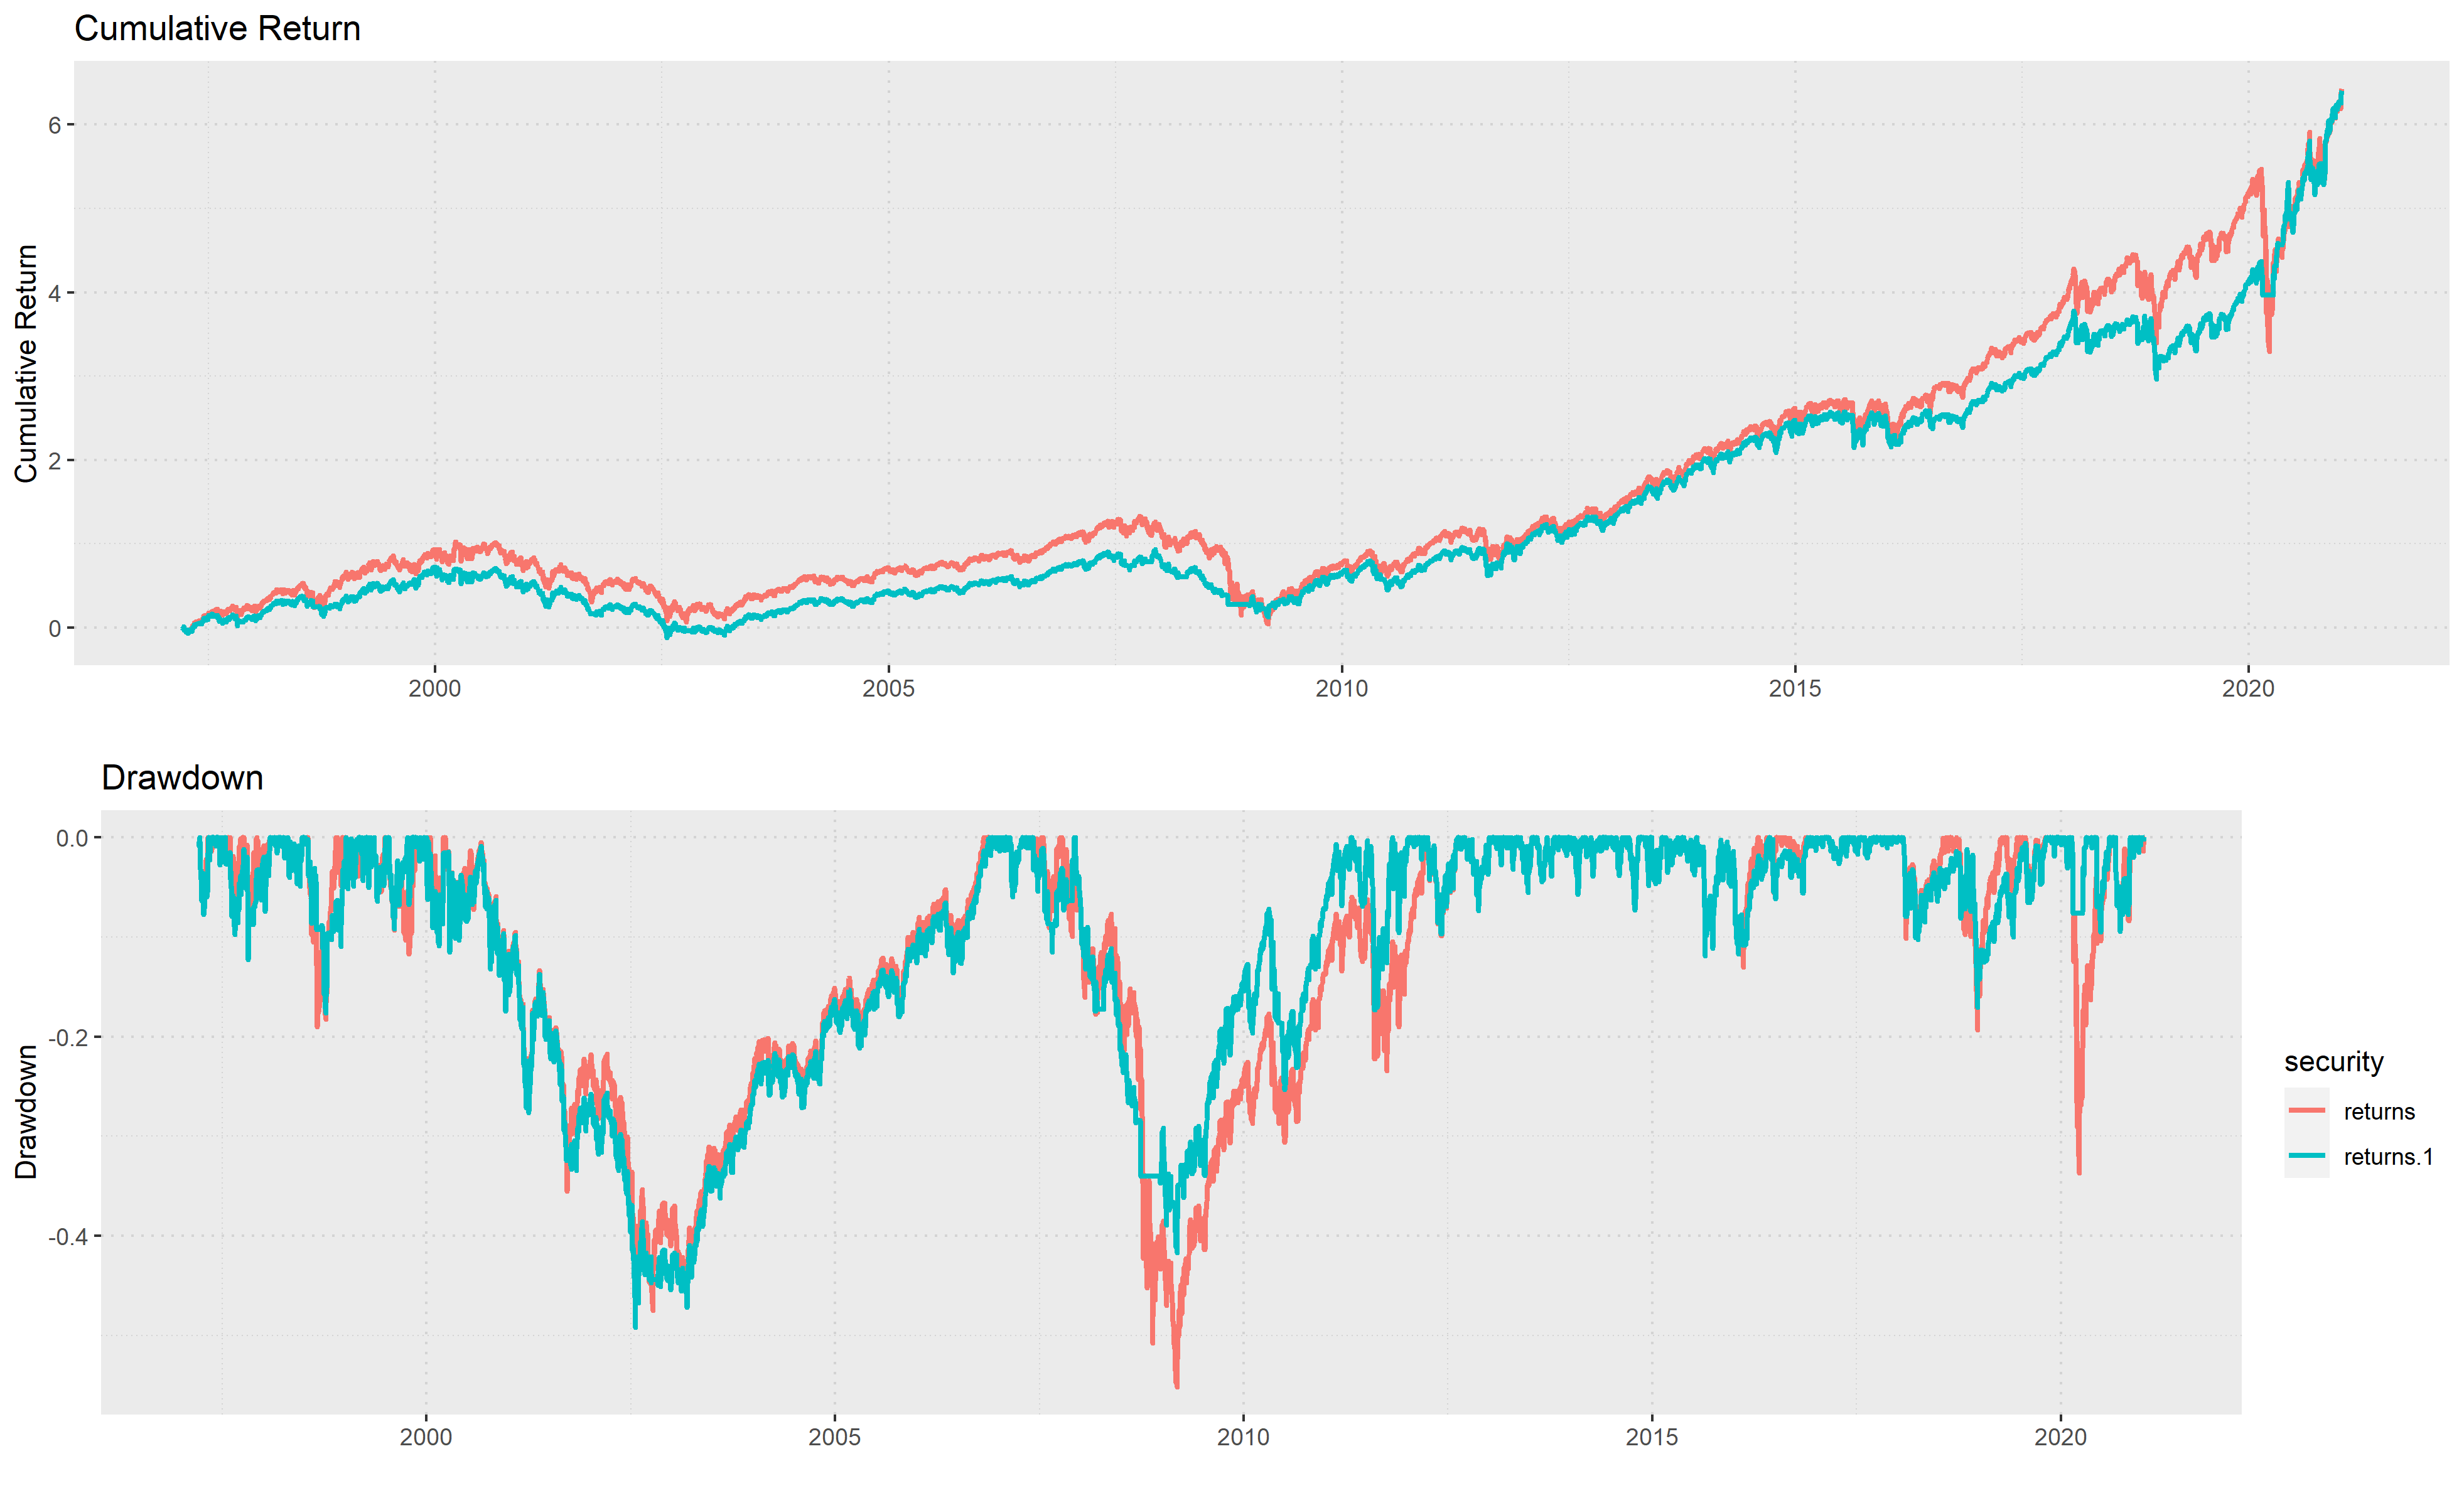 Cumulative Return
Cumulative Return
6
4
2
0
2000 2005 2010 2015 2020
Drawdown
Drawdown
0.0
-0.2
-0.4
2000 2005 2010 2015 2020
security
returns
returns.1